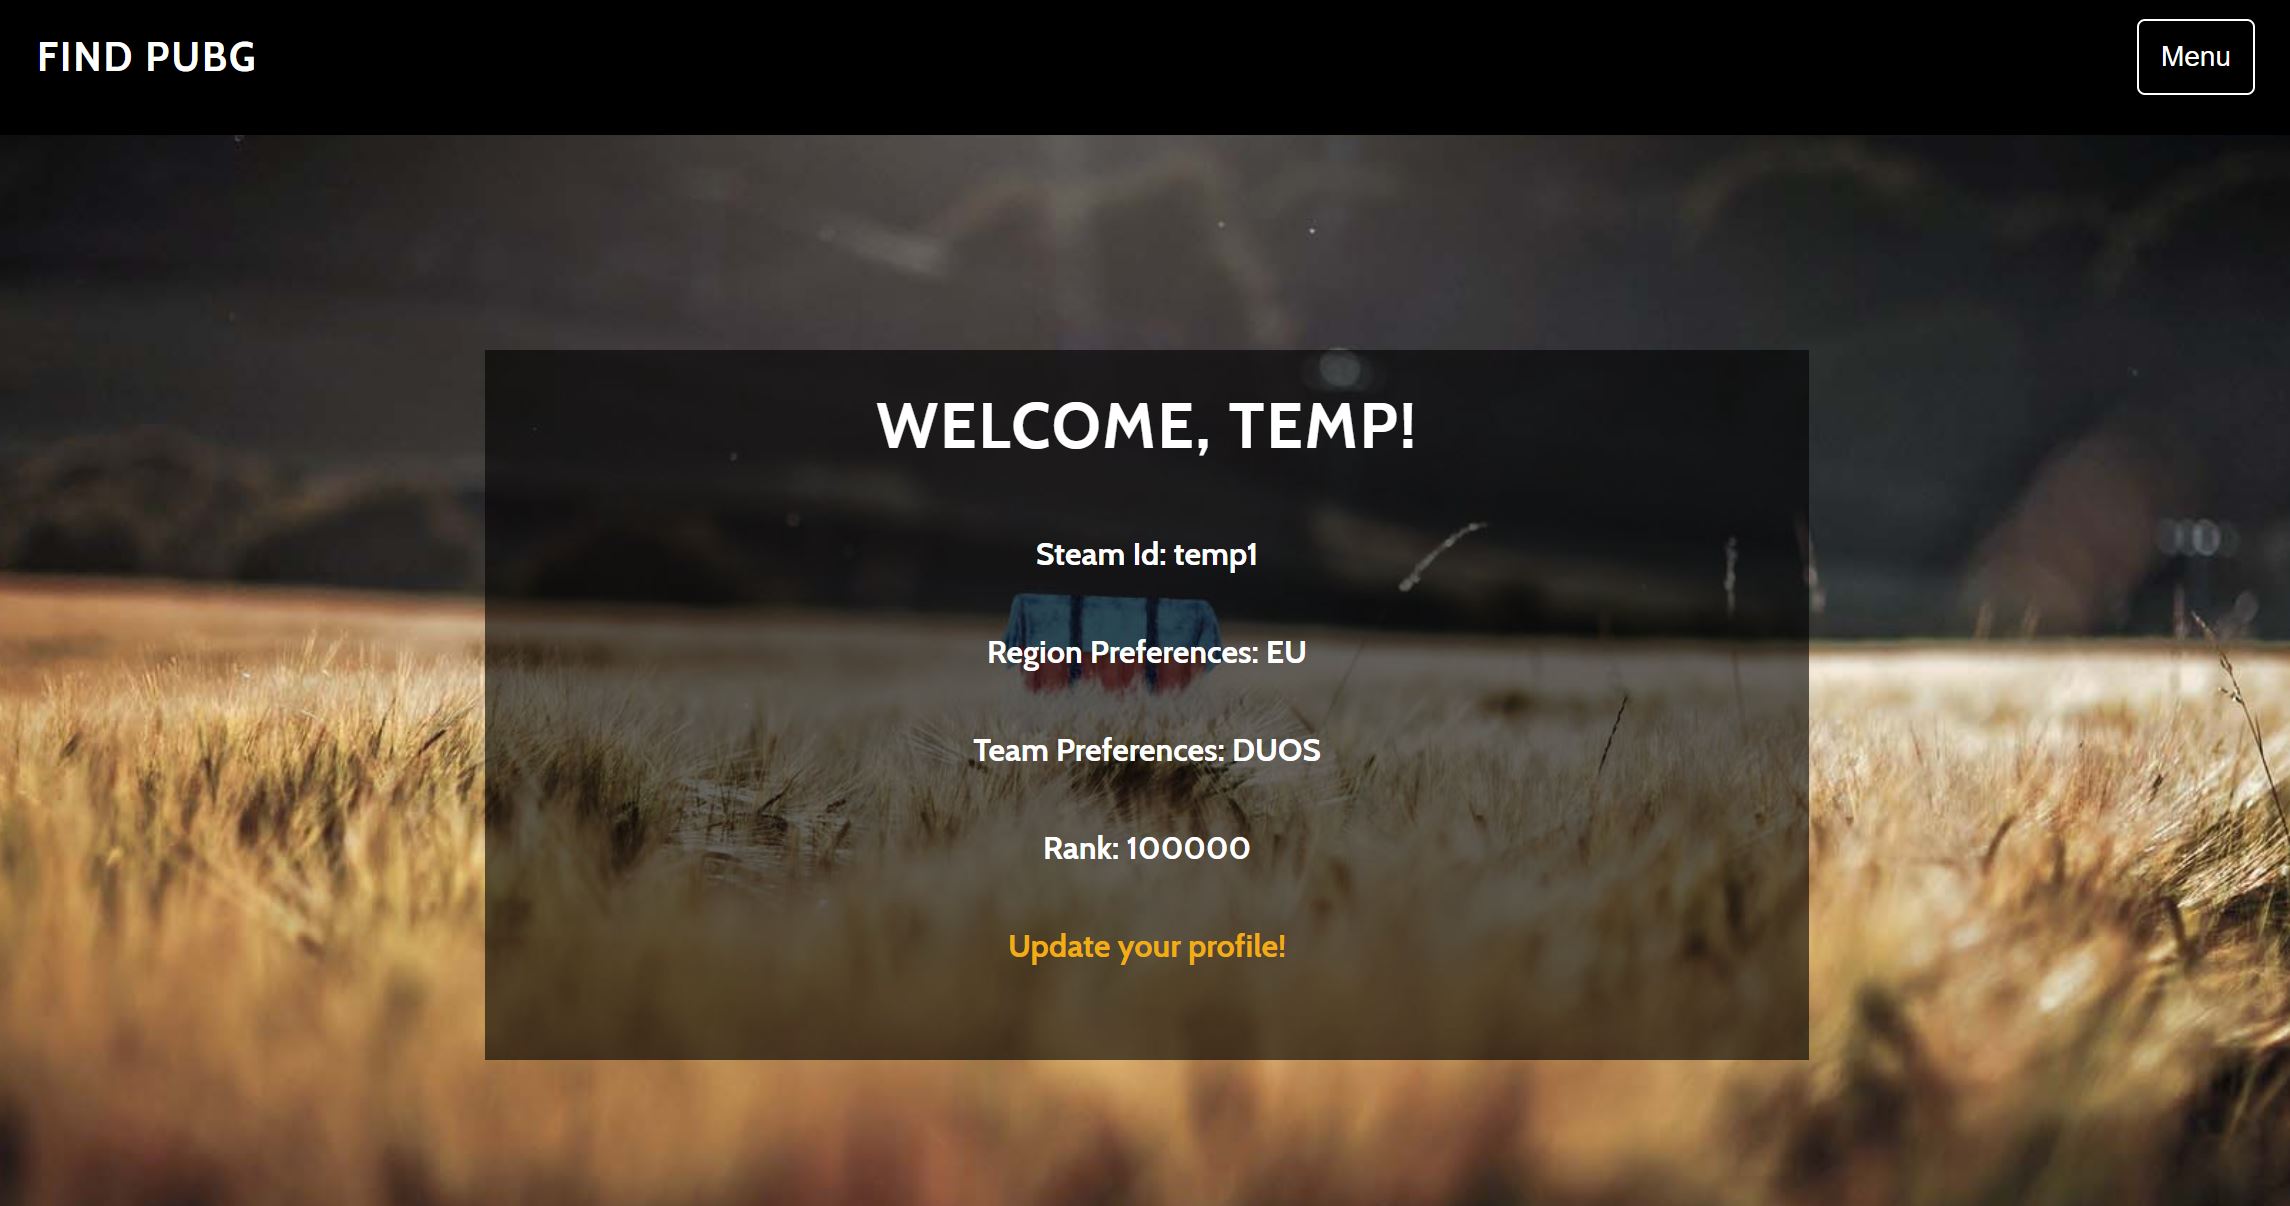 FIND PUBG
Menu
WELCOME, TEMP!
Steam Id: temp1
Region Preferences: EU
Team Preferences: DUOS
Rank: 100000
Update your profile!